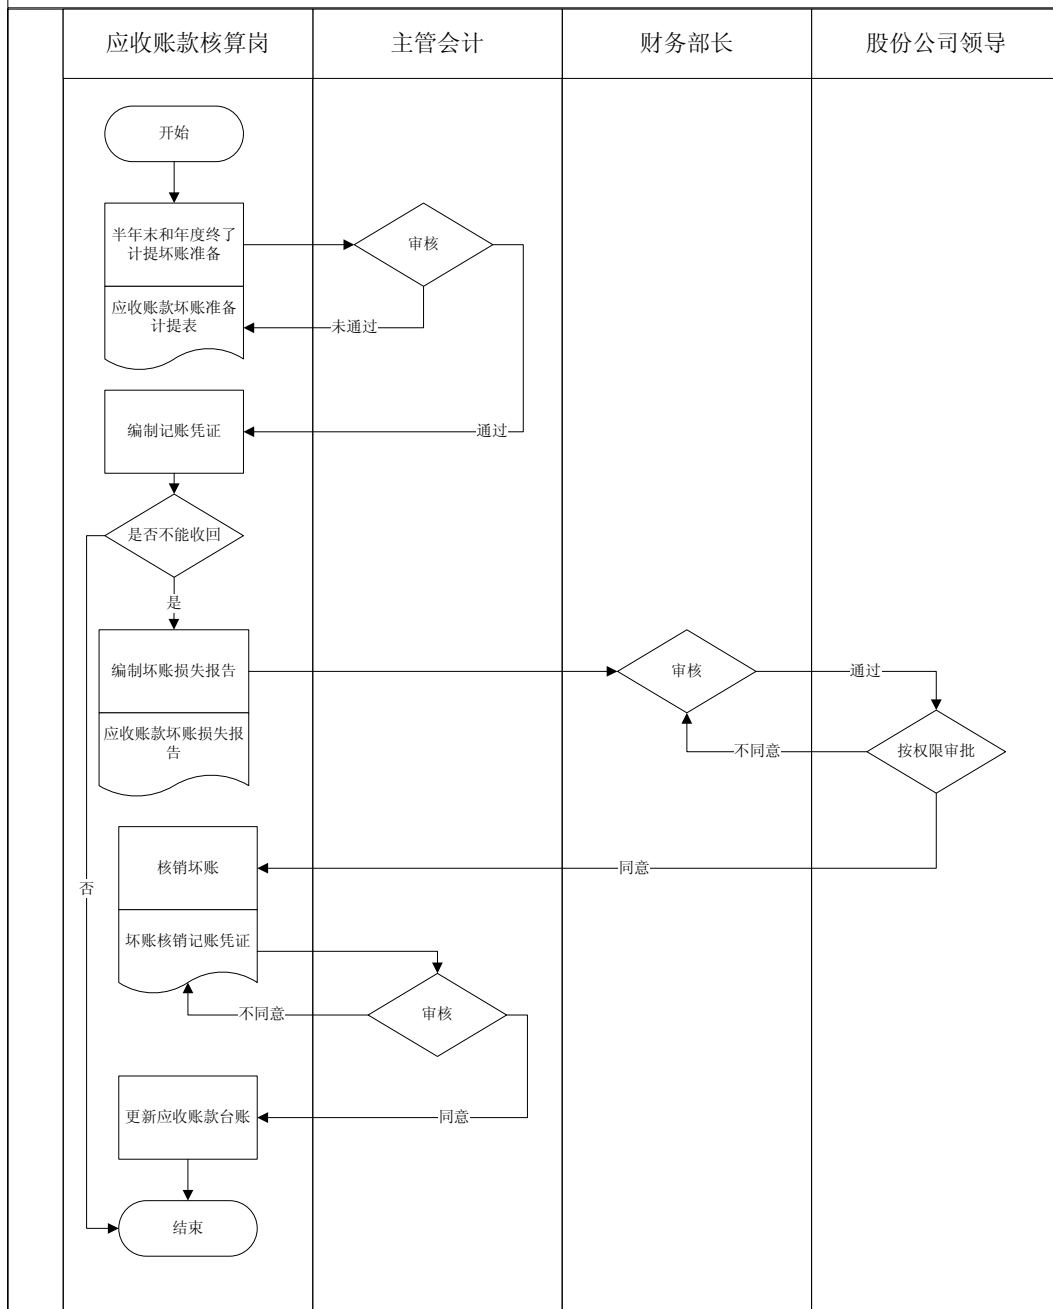 应收账款核算岗
主管会计
财务部长
股份公司领导
开始
半年末和年度终了
计提坏账准备
审核
应收账款坏账准备
计提表
未通过
编制记账凭证
通过
是否不能收回
是
编制坏账损失报告
审核
通过
应收账款坏账损失报
告
不同意
按权限审批
核销坏账
同意
否
坏账核销记账凭证
不同意
审核
更新应收账款台账
同意
结束